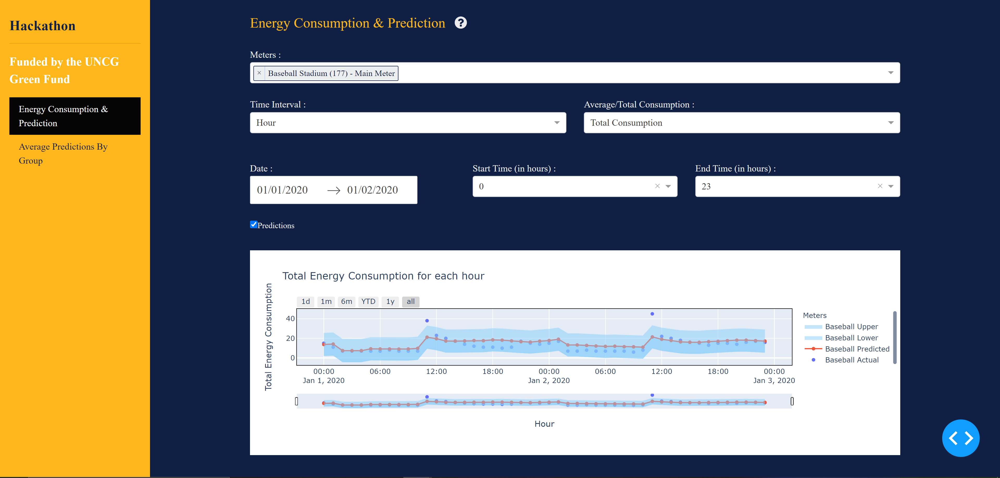 Hackathon
Funded by the UNCG
Green Fund
Energy Consumption &
Prediction
Average Predictions By
Group
Energy Consumption & Prediction ?
Meters :
× Baseball Stadium (177) - Main Meter
Time Interval :
Average/Total Consumption :
Hour
Total Consumption
Date :
Start Time (in hours) :
End Time (in hours) :
01/01/2020 → 01/02/2020
0 ×
23 ×
Predictions
Total Energy Consumption for each hour
1d 1m 6m YTD 1y all
Total Energy Consumption
40
20
0
00:00 06:00 12:00 18:00 00:00 06:00 12:00 18:00 00:00
Jan 1, 2020 Jan 2, 2020 Jan 3, 2020
Hour
Meters
Baseball Upper
Baseball Lower
Baseball Predicted
Baseball Actual